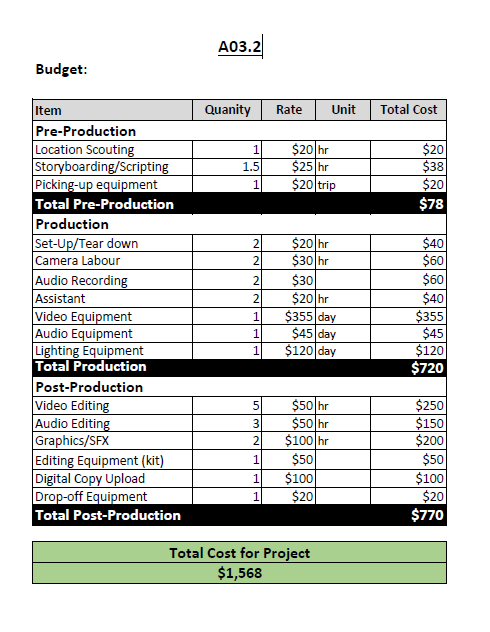 A03.2
Budget:
Item Quanity Rate Unit Total Cost
Pre-Production
Location Scouting 1 $20 hr $20
Storyboarding/Scripting 1.5 $25 hr $38
Picking-up equipment 1 $20 trip $20
Total Pre-Production $78
Production
Set-Up/Tear down 2 $20 hr $40
Camera Labour 2 $30 hr $60
Audio Recording 2 $30 $60
Assistant 2 $20 hr $40
Video Equipment 1 $355 day $355
Audio Equipment 1 $45 day $45
Lighting Equipment 1 $120 day $120
Total Production $720
Post-Production
Video Editing 5 $50 hr $250
Audio Editing 3 $50 hr $150
Graphics/SFX 2 $100 hr $200
Editing Equipment (kit) 1 $50 $50
Digital Copy Upload 1 $100 $100
Drop-off Equipment 1 $20 $20
Total Post-Production $770
Total Cost for Project
$1,568